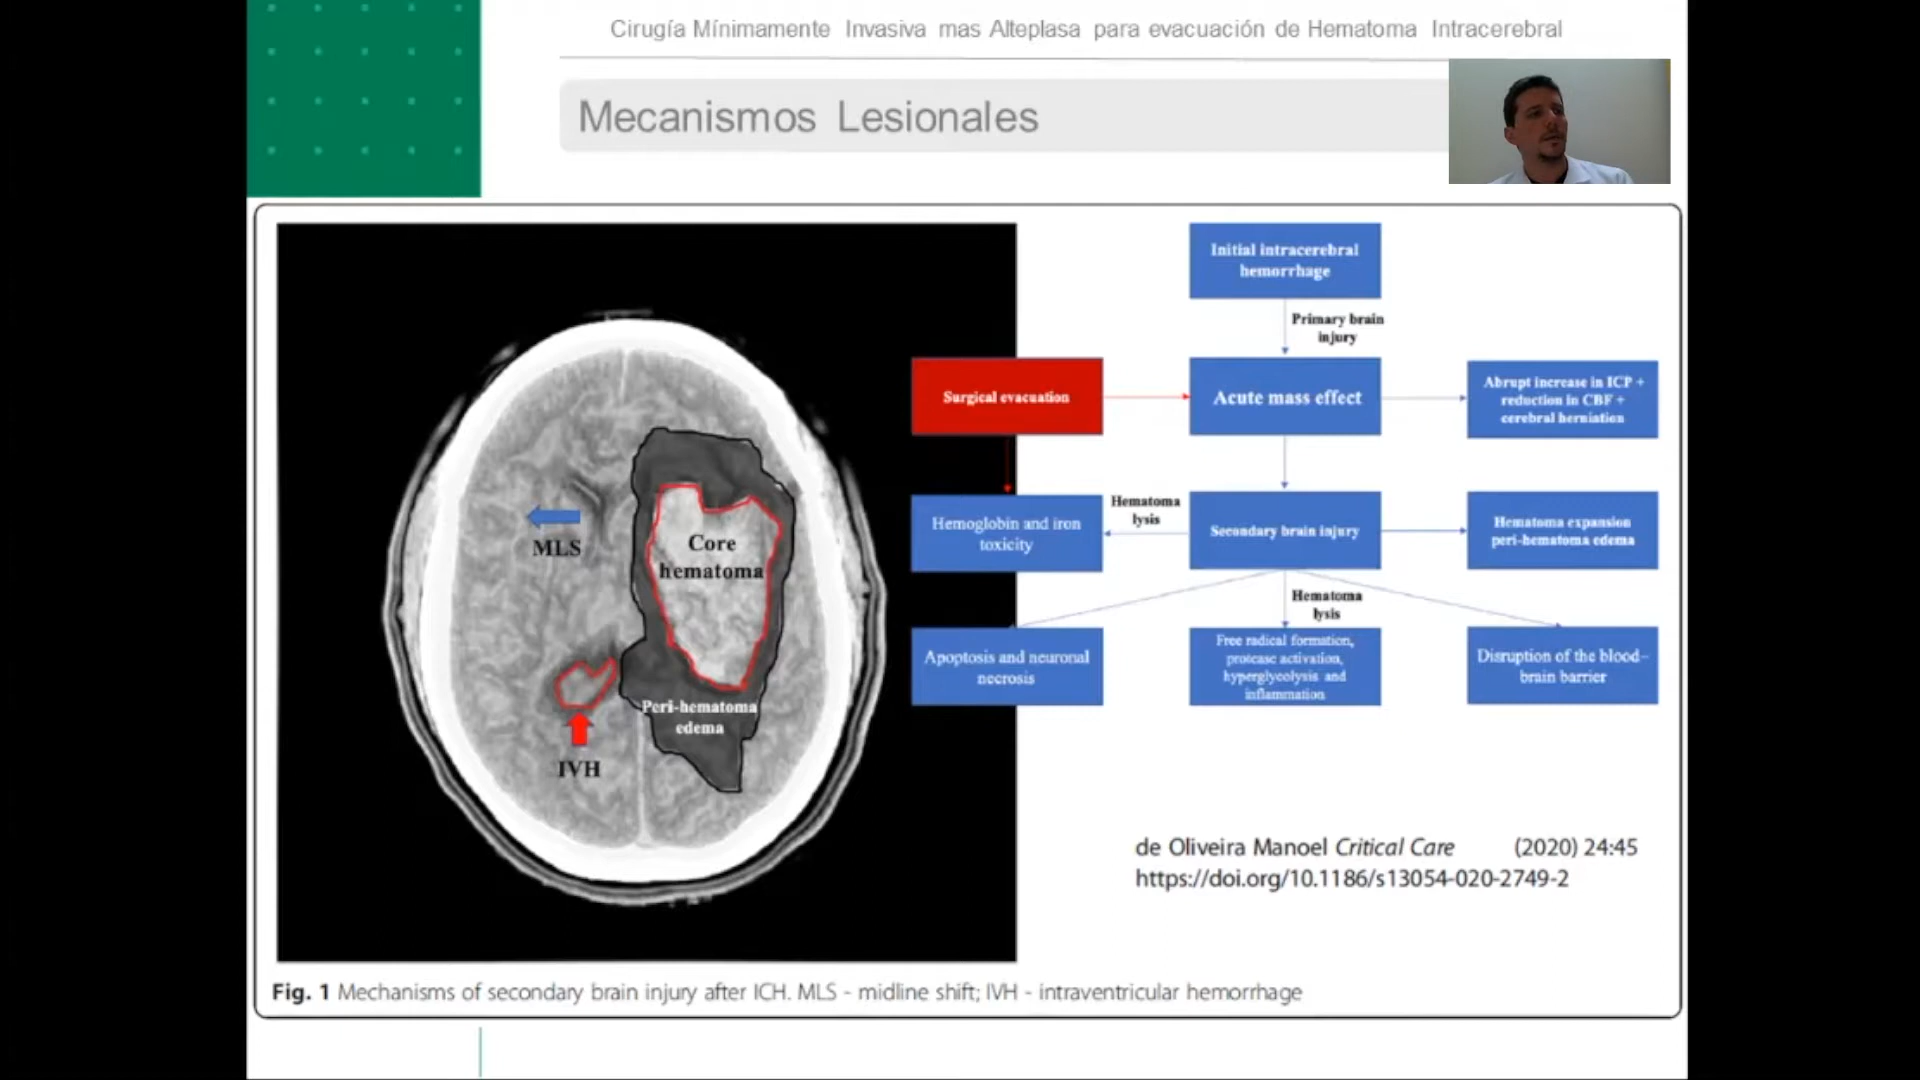 Cirugía Mínimamente Invasiva mas Alteplasa para evacuación de Hematoma Intracerebral
Mecanismos Lesionales
MLS
Core
hematoma
Peri-hematoma
edema
IVH
Initial intracerebral
hemorrhage
Primary brain
injury
Surgical evacuation
Acute mass effect
Abrupt increase in ICP +
reduction in CBF +
cerebral herniation
Hemoglobin and iron
toxicity
Hematoma
lysis
Secondary brain injury
Hematoma expansion
peri-hematoma edema
Hematoma
lysis
Apoptosis and neuronal
necrosis
Free radical formation,
protease activation,
hyperglycolysis and
inflammation
Disruption of the blood–
brain barrier
de Oliveira Manoel Critical Care (2020) 24:45
https://doi.org/10.1186/s13054-020-2749-2
Fig. 1 Mechanisms of secondary brain injury after ICH. MLS - midline shift; IVH - intraventricular hemorrhage